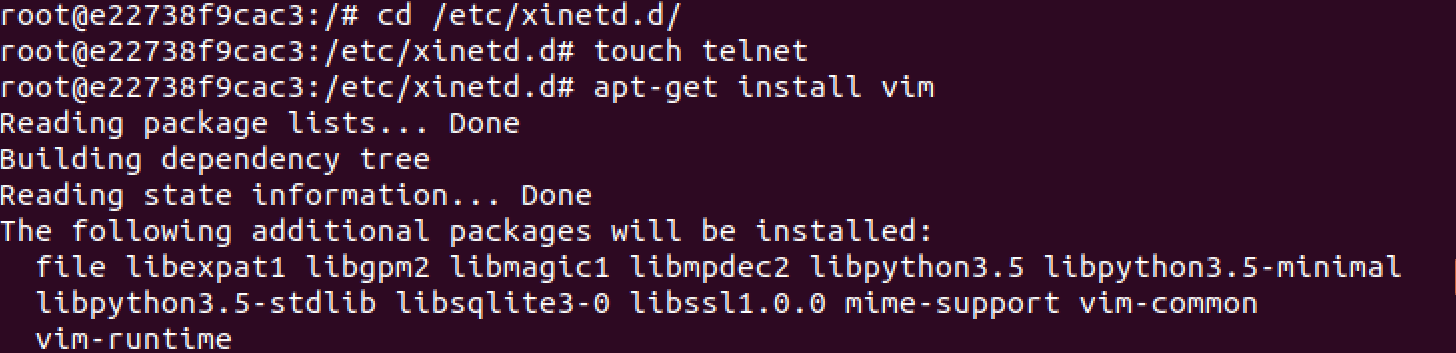 root@e22738f9cac3:/# cd /etc/xinetd.d/
root@e22738f9cac3:/etc/xinetd.d# touch telnet
root@e22738f9cac3:/etc/xinetd.d# apt-get install vim
Reading package lists... Done
Building dependency tree
Reading state information... Done
The following additional packages will be installed:
  file libexpat1 libgpm2 libmagic1 libmpdec2 libpython3.5 libpython3.5-minimal
  libpython3.5-stdlib libsqlite3-0 libssl1.0.0 mime-support vim-common
  vim-runtime